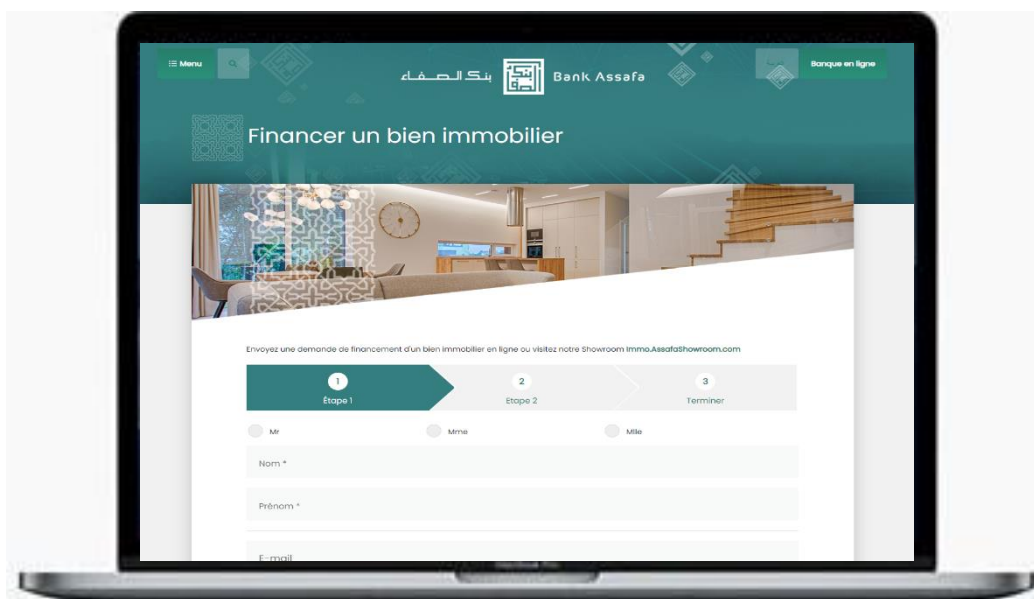 Menu
بنك الصفاء Bank Assafa
Banque en ligne
Financer un bien immobilier
Envoyez une demande de financement d'un bien immobilier en ligne ou visitez notre Showroom Immo.AssafaShowroom.com
1
Étape 1
2
Etape 2
3
Terminer
Mr
Mme
Mlle
Nom *
Prénom *
E-mail